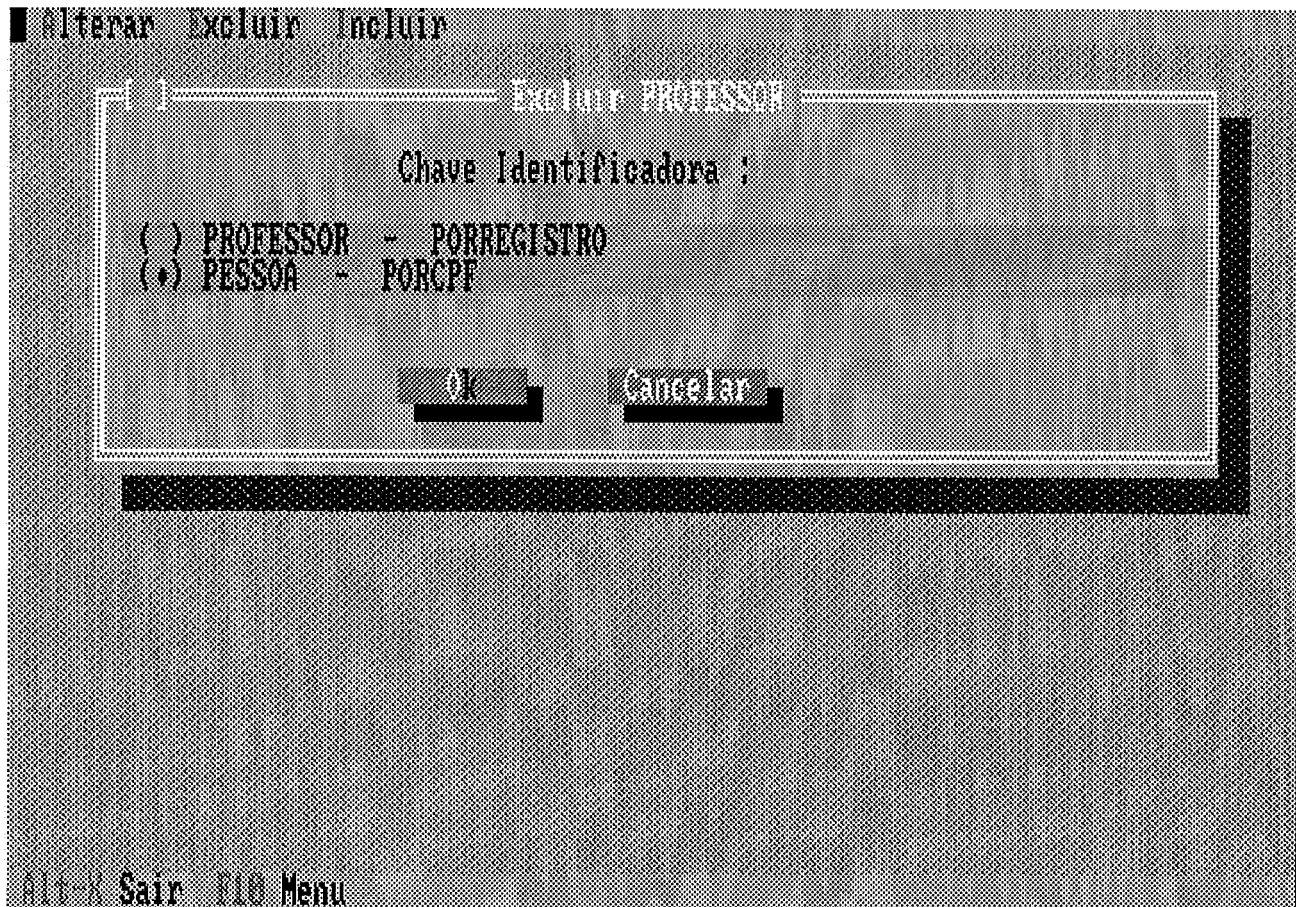 Alterar Excluir Incluir
[ ] Excluir PROFESSOR
Chave Identificadora :
( ) PROFESSOR - PORREGISTRO
(•) PESSOA - PORCPF
Ok Cancelar
Alt-X Sair F10 Menu